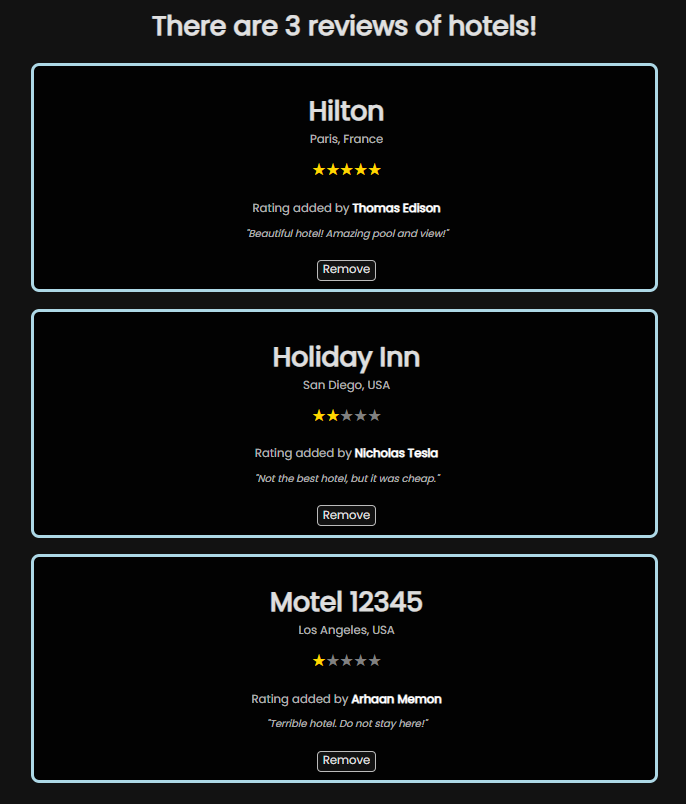 There are 3 reviews of hotels!
Hilton
Paris, France
★★★★★
Rating added by Thomas Edison
"Beautiful hotel! Amazing pool and view!"
Remove
Holiday Inn
San Diego, USA
★★★★★
Rating added by Nicholas Tesla
"Not the best hotel, but it was cheap."
Remove
Motel 12345
Los Angeles, USA
★★★★★
Rating added by Arhaan Memon
"Terrible hotel. Do not stay here!"
Remove